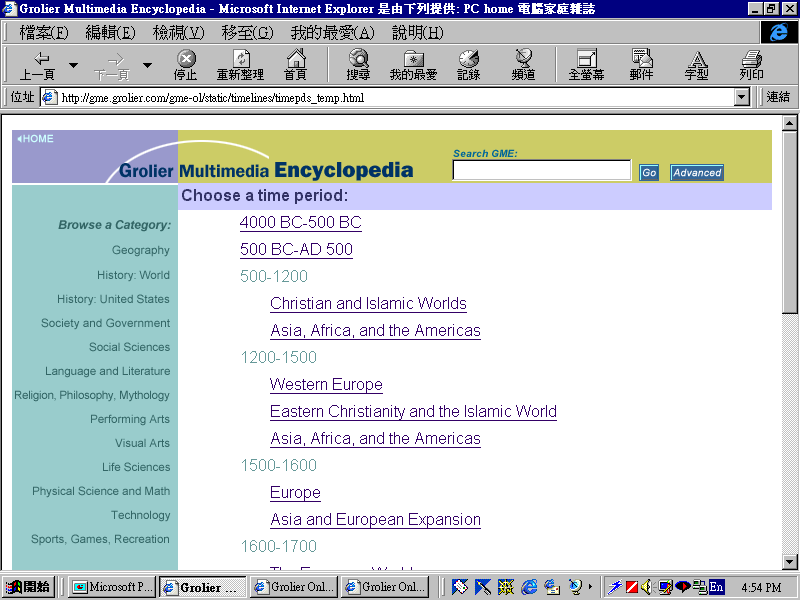 Grolier Multimedia Encyclopedia - Microsoft Internet Explorer 是由下列提供: PC home 電腦家庭雜誌
檔案(F) 編輯(E) 檢視(V) 移至(G) 我的最愛(A) 說明(H)
上一頁 下一頁 停止 重新整理 首頁 搜尋 我的最愛 記錄 頻道 全螢幕 郵件 字型 列印
位址 http://gme.grolier.com/gme-ol/static/timelines/timepds_temp.html 連結
HOME
Grolier Multimedia Encyclopedia
Search GME:
Go Advanced
Choose a time period:
Browse a Category:
Geography
History: World
History: United States
Society and Government
Social Sciences
Language and Literature
Religion, Philosophy, Mythology
Performing Arts
Visual Arts
Life Sciences
Physical Science and Math
Technology
Sports, Games, Recreation
4000 BC-500 BC
500 BC-AD 500
500-1200
Christian and Islamic Worlds
Asia, Africa, and the Americas
1200-1500
Western Europe
Eastern Christianity and the Islamic World
Asia, Africa, and the Americas
1500-1600
Europe
Asia and European Expansion
1600-1700
開始 Microsoft P... Grolier ... Grolier Onl... Grolier Onl... En 4:54 PM